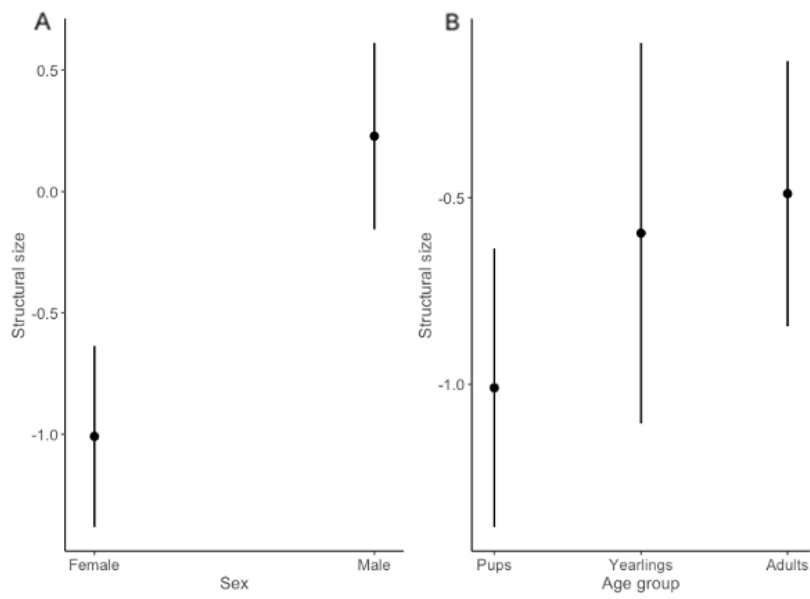 A
B
Structural size
0.5
0.0
-0.5
-1.0
Female
Male
Sex
Structural size
-0.5
-1.0
Pups
Yearlings
Adults
Age group